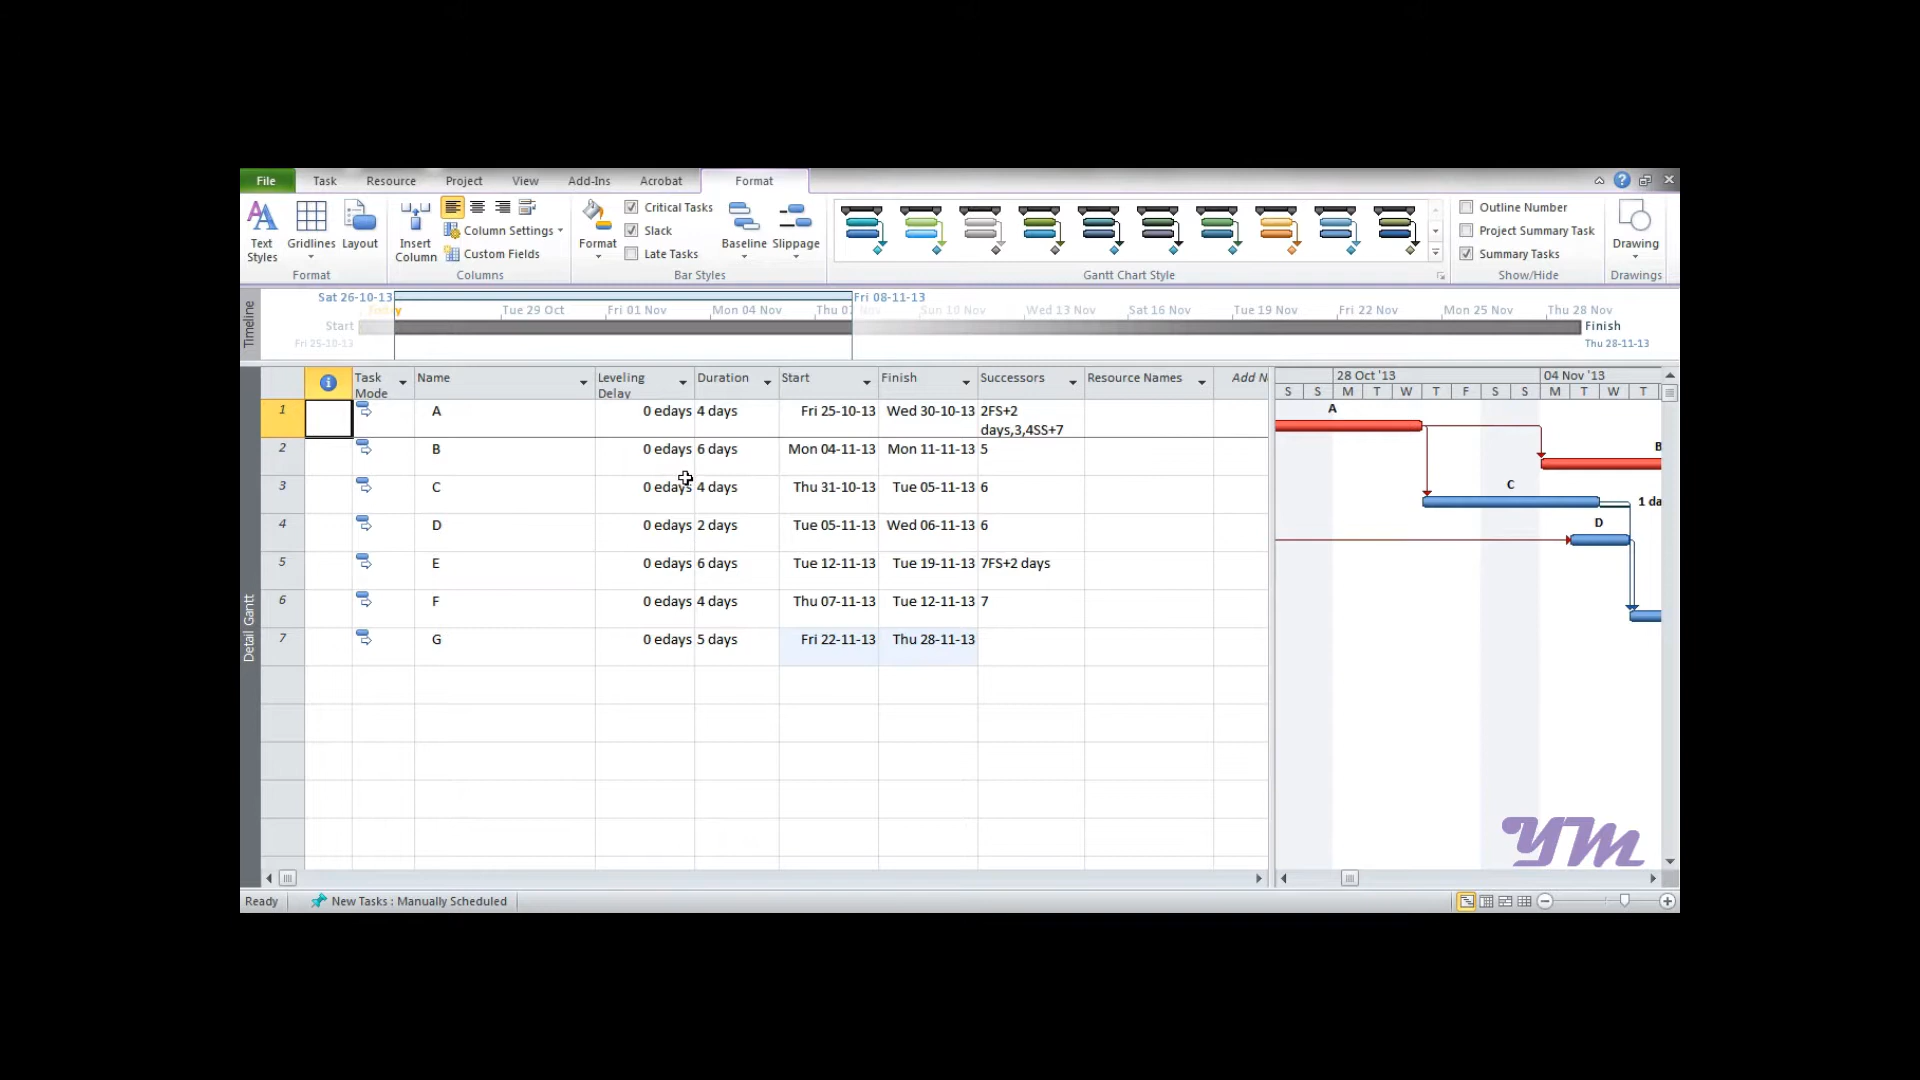 File Task Resource Project View Add-Ins Acrobat Format
Text Styles Gridlines Layout Insert Column Column Settings Custom Fields Format Critical Tasks Slack Late Tasks Baseline Slippage Outline Number Project Summary Task Summary Tasks Drawing
Format Columns Bar Styles Gantt Chart Style Show/Hide Drawings
Timeline
Sat 26-10-13 Fri 08-11-13
Today Tue 29 Oct Fri 01 Nov Mon 04 Nov Thu 07 Nov Sun 10 Nov Wed 13 Nov Sat 16 Nov Tue 19 Nov Fri 22 Nov Mon 25 Nov Thu 28 Nov
Start Finish
Fri 25-10-13 Thu 28-11-13
Detail Gantt
Task Mode Name Leveling Delay Duration Start Finish Successors Resource Names Add N
1 A 0 edays 4 days Fri 25-10-13 Wed 30-10-13 2FS+2 days,3,4SS+7
2 B 0 edays 6 days Mon 04-11-13 Mon 11-11-13 5
3 C 0 edays 4 days Thu 31-10-13 Tue 05-11-13 6
4 D 0 edays 2 days Tue 05-11-13 Wed 06-11-13 6
5 E 0 edays 6 days Tue 12-11-13 Tue 19-11-13 7FS+2 days
6 F 0 edays 4 days Thu 07-11-13 Tue 12-11-13 7
7 G 0 edays 5 days Fri 22-11-13 Thu 28-11-13
28 Oct '13 04 Nov '13
S S M T W T F S S M T W T
A
B
C
1 da
D
YM
Ready New Tasks : Manually Scheduled